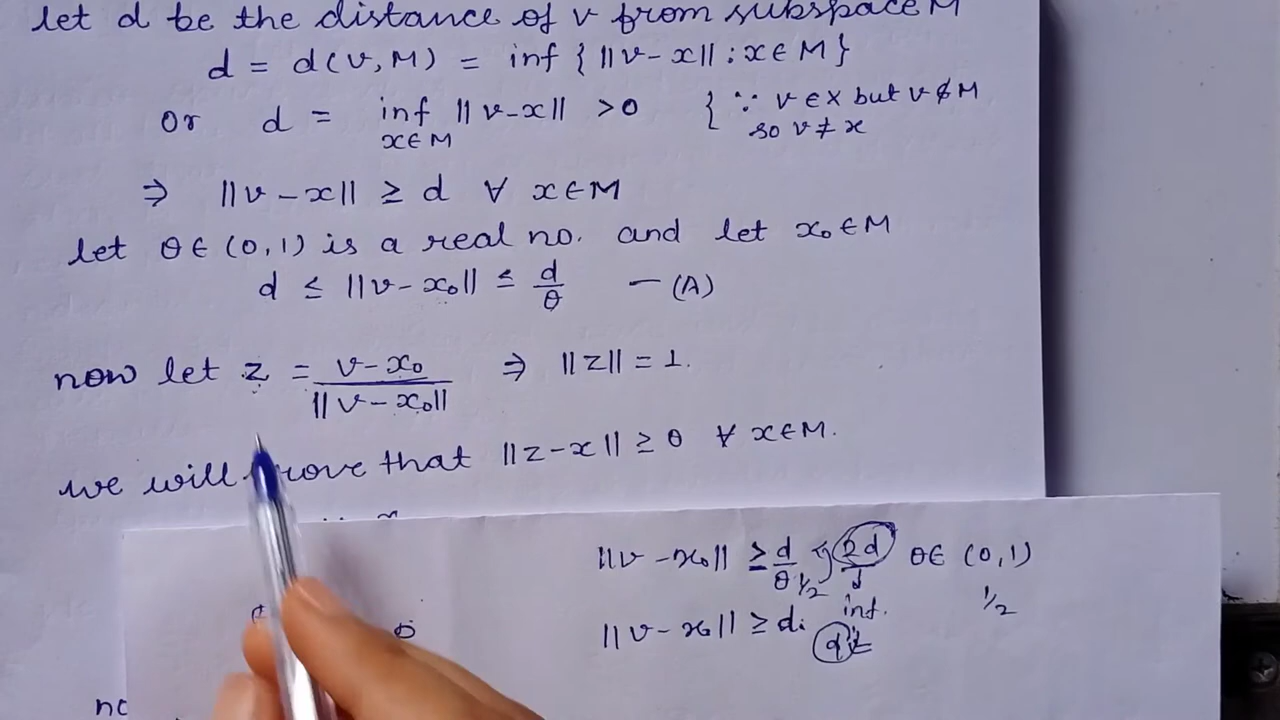 let d be the distance of v from subspace M
d = d(v, M) = inf { ||v - x|| : x ∈ M }
or d = inf ||v - x|| > 0 { ∵ v ∈ X but v ∉ M
x ∈ M so v ≠ x
⇒ ||v - x|| ≥ d ∀ x ∈ M
let θ ∈ (0, 1) is a real no. and let x₀ ∈ M
d ≤ ||v - x₀|| ≤ d/θ — (A)
now let z = v - x₀ / ||v - x₀|| ⇒ ||z|| = 1.
we will prove that ||z - x|| ≥ θ ∀ x ∈ M.
||v - x₀|| ≥ d/θ 2d θ ∈ (0, 1)
1/2 1/2
||v - x₀|| ≥ d. inf.